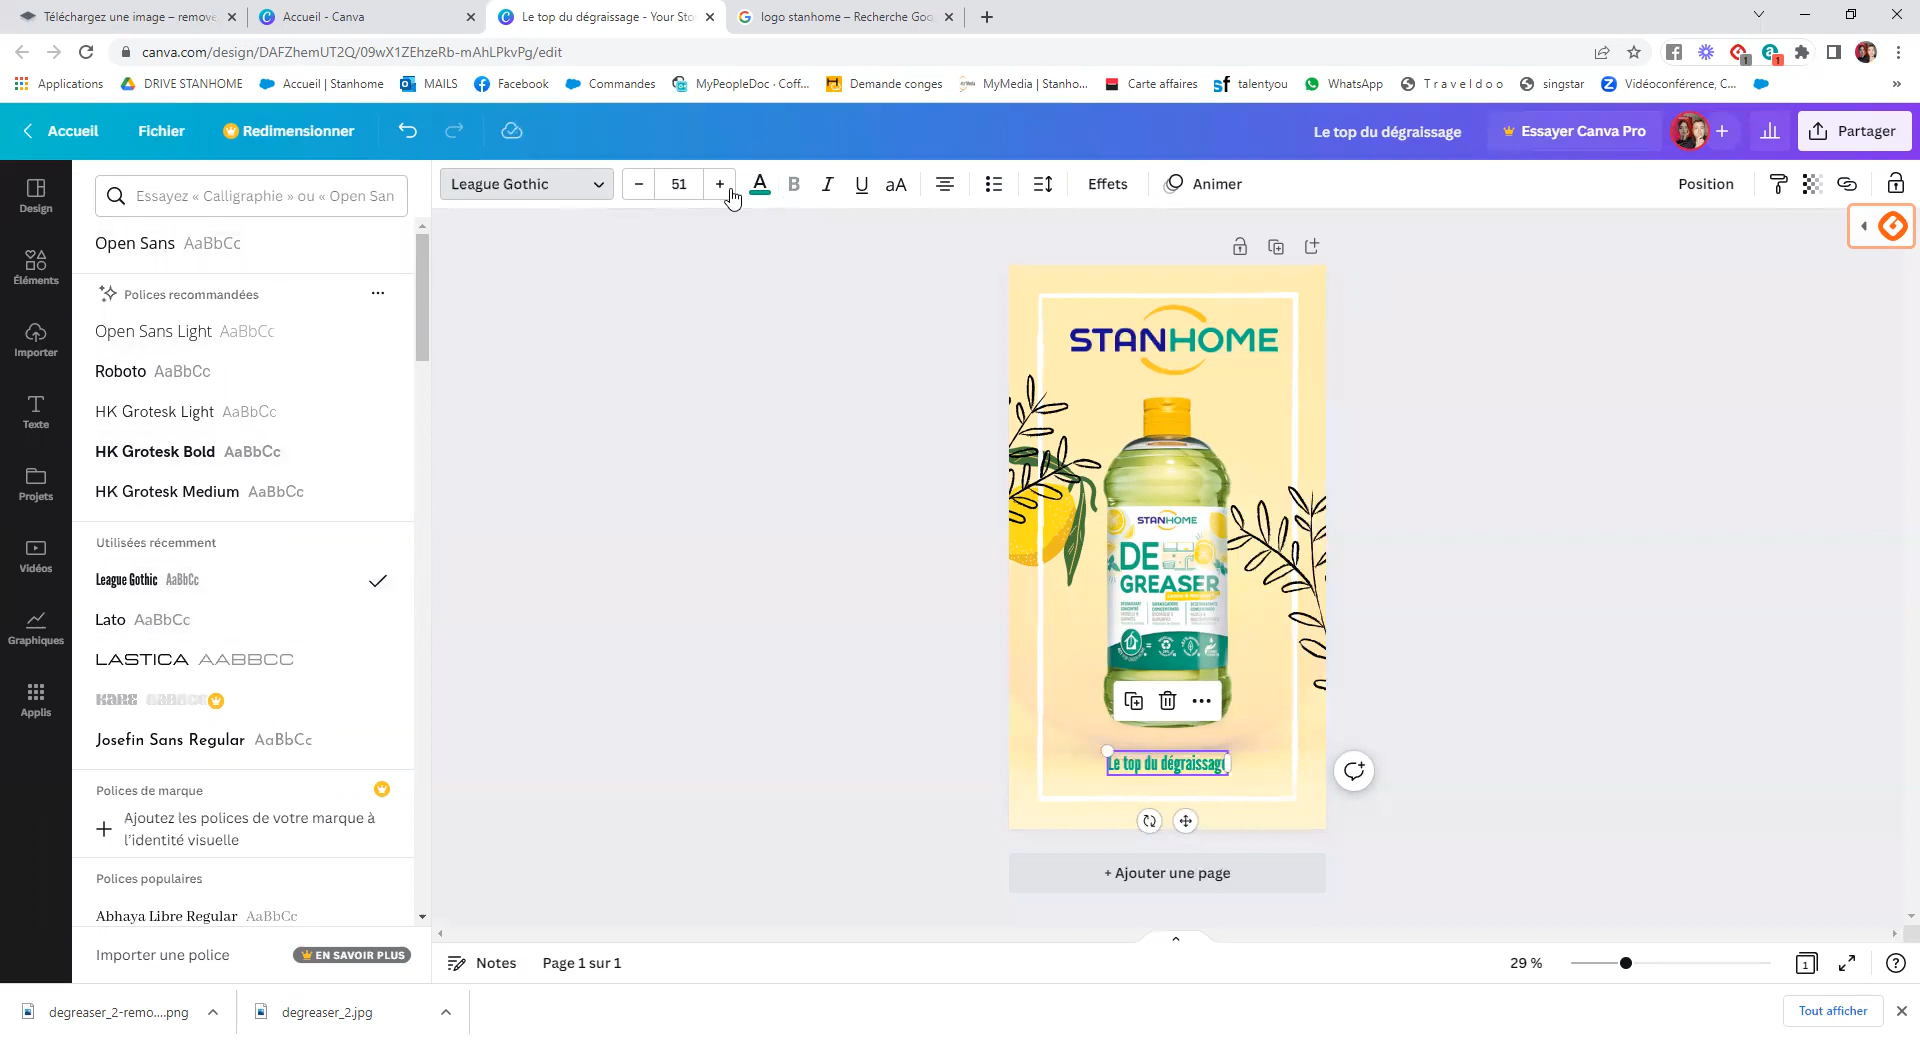 Téléchargez une image – remove
Accueil - Canva
Le top du dégraissage - Your Sto
logo stanhome – Recherche Goo
canva.com/design/DAFZhemUT2Q/09wX1ZEhzeRb-mAhLPkvPg/edit
Applications
DRIVE STANHOME
Accueil | Stanhome
MAILS
Facebook
Commandes
MyPeopleDoc · Coff...
Demande conges
MyMedia | Stanho...
Carte affaires
talentyou
WhatsApp
T r a v e l d o o
singstar
Vidéoconférence, C...
Accueil
Fichier
Redimensionner
Le top du dégraissage
Essayer Canva Pro
Partager
Design
Éléments
Importer
Texte
Projets
Vidéos
Graphiques
Applis
Essayez « Calligraphie » ou « Open San
Open Sans AaBbCc
Polices recommandées
Open Sans Light AaBbCc
Roboto AaBbCc
HK Grotesk Light AaBbCc
HK Grotesk Bold AaBbCc
HK Grotesk Medium AaBbCc
Utilisées récemment
League Gothic AaBbCc
Lato AaBbCc
LASTICA AABBCC
Josefin Sans Regular AaBbCc
Polices de marque
Ajoutez les polices de votre marque à
l'identité visuelle
Polices populaires
Abhaya Libre Regular AaBbCc
Importer une police
EN SAVOIR PLUS
League Gothic
51
A
B
I
U
aA
Effets
Animer
Position
STANHOME
STANHOME
DE
GREASER
Le top du dégraissage
+ Ajouter une page
Notes
Page 1 sur 1
29 %
1
degreaser_2-remo....png
degreaser_2.jpg
Tout afficher